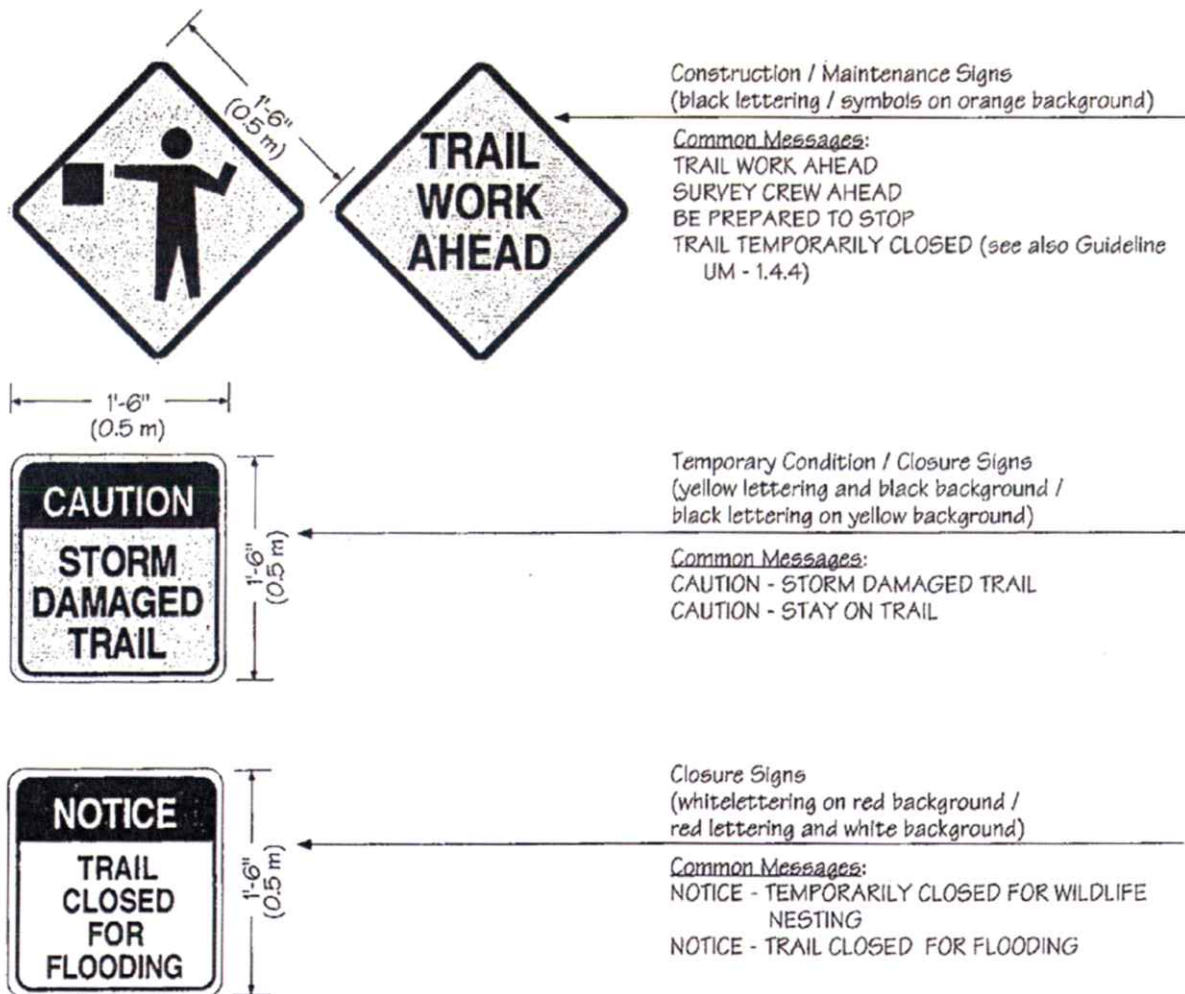 1'-6"
(0.5 m)
TRAIL
WORK
AHEAD
Construction / Maintenance Signs
(black lettering / symbols on orange background)
Common Messages:
TRAIL WORK AHEAD
SURVEY CREW AHEAD
BE PREPARED TO STOP
TRAIL TEMPORARILY CLOSED (see also Guideline
UM - 1.4.4)
1'-6"
(0.5 m)
CAUTION
STORM
DAMAGED
TRAIL
1'-6"
(0.5 m)
Temporary Condition / Closure Signs
(yellow lettering and black background /
black lettering on yellow background)
Common Messages:
CAUTION - STORM DAMAGED TRAIL
CAUTION - STAY ON TRAIL
NOTICE
TRAIL
CLOSED
FOR
FLOODING
1'-6"
(0.5 m)
Closure Signs
(whitelettering on red background /
red lettering and white background)
Common Messages:
NOTICE - TEMPORARILY CLOSED FOR WILDLIFE
NESTING
NOTICE - TRAIL CLOSED FOR FLOODING